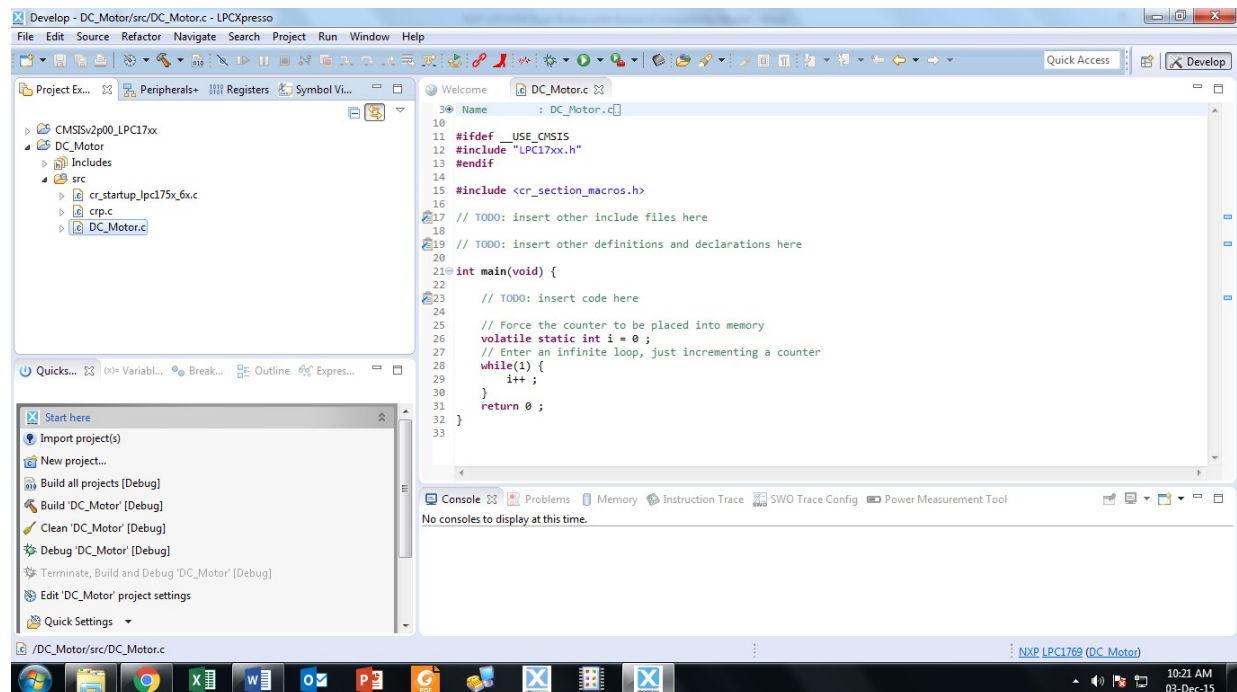 Develop - DC_Motor/src/DC_Motor.c - LPCXpresso
File Edit Source Refactor Navigate Search Project Run Window Help
Quick Access Develop
Project Ex... Peripherals+ Registers Symbol Vi...
CMSISv2p00_LPC17xx
DC_Motor
Includes
src
cr_startup_lpc175x_6x.c
crp.c
DC_Motor.c
Welcome DC_Motor.c
3 Name : DC_Motor.c
10
11 #ifdef __USE_CMSIS
12 #include "LPC17xx.h"
13 #endif
14
15 #include <cr_section_macros.h>
16
17 // TODO: insert other include files here
18
19 // TODO: insert other definitions and declarations here
20
21 int main(void) {
22
23 // TODO: insert code here
24
25 // Force the counter to be placed into memory
26 volatile static int i = 0 ;
27 // Enter an infinite loop, just incrementing a counter
28 while(1) {
29 i++ ;
30 }
31 return 0 ;
32 }
33
Quicks... (x)= Variabl... Break... Outline Expres...
Start here
Import project(s)
New project...
Build all projects [Debug]
Build 'DC_Motor' [Debug]
Clean 'DC_Motor' [Debug]
Debug 'DC_Motor' [Debug]
Terminate, Build and Debug 'DC_Motor' [Debug]
Edit 'DC_Motor' project settings
Quick Settings
Console Problems Memory Instruction Trace SWO Trace Config Power Measurement Tool
No consoles to display at this time.
/DC_Motor/src/DC_Motor.c
NXP LPC1769 (DC_Motor)
10:21 AM
03-Dec-15